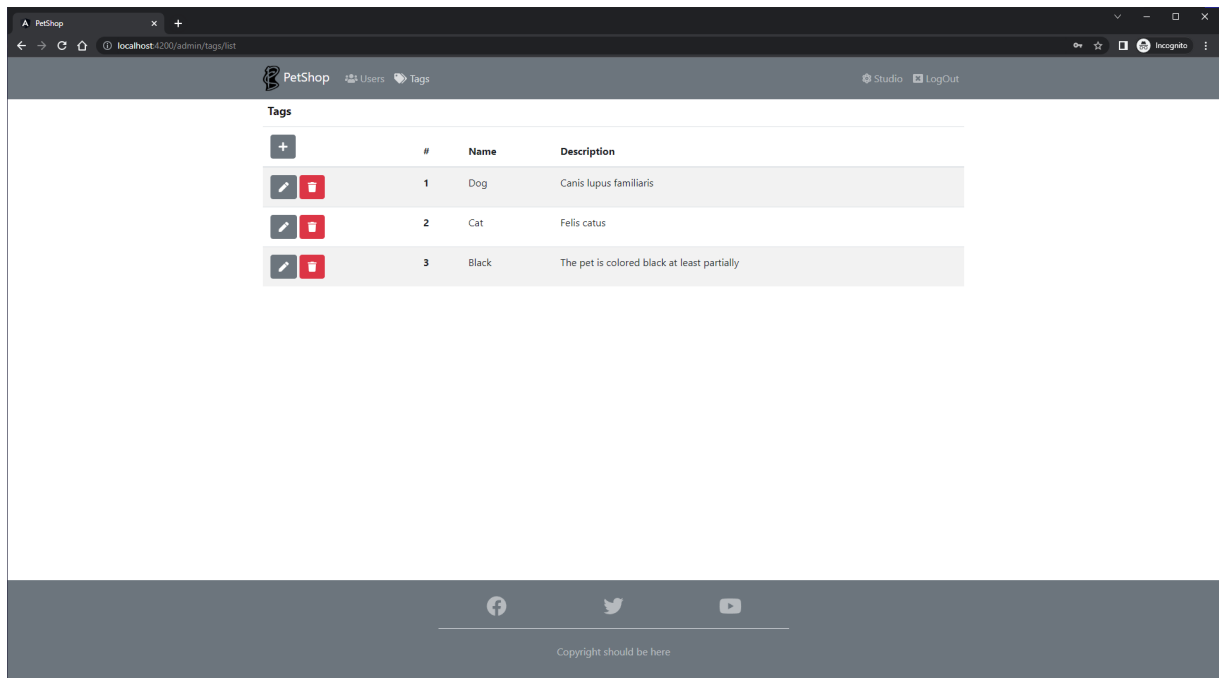 PetShop
localhost:4200/admin/tags/list
Incognito
PetShop Users Tags Studio LogOut
Tags
# Name Description
1 Dog Canis lupus familiaris
2 Cat Felis catus
3 Black The pet is colored black at least partially
Copyright should be here